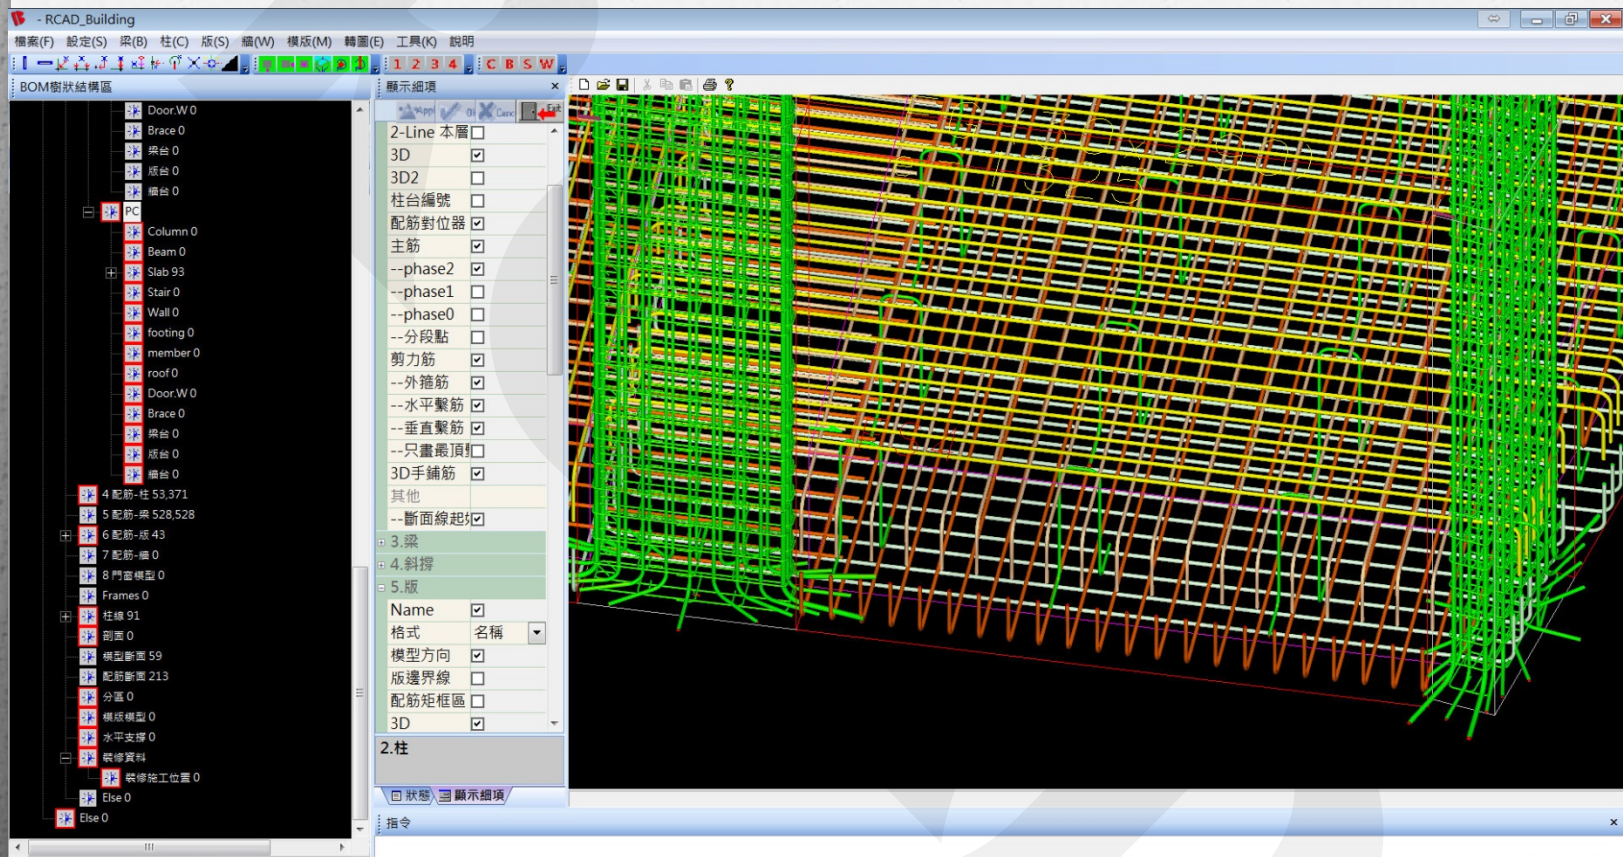 - RCAD_Building
檔案(F) 設定(S) 梁(B) 柱(C) 版(S) 牆(W) 模版(M) 轉圖(E) 工具(K) 說明
1 2 3 4 C B S W
BOM樹狀結構區
Door.W 0
Brace 0
梁台 0
版台 0
牆台 0
PC
Column 0
Beam 0
Slab 93
Stair 0
Wall 0
footing 0
member 0
roof 0
Door.W 0
Brace 0
梁台 0
版台 0
牆台 0
4 配筋-柱 53,371
5 配筋-梁 528,528
6 配筋-版 43
7 配筋-牆 0
8 門窗模型 0
Frames 0
柱線 91
剖面 0
模型斷面 59
配筋斷面 213
分區 0
模版模型 0
水平支撐 0
裝修資料
裝修施工位置 0
Else 0
Else 0
顯示細項
Exit
2-Line 本層
3D
3D2
柱台編號
配筋對位器
主筋
--phase2
--phase1
--phase0
--分段點
剪力筋
--外箍筋
--水平繫筋
--垂直繫筋
--只畫最頂
3D手鋪筋
其他
--斷面線起
3.梁
4.斜撐
5.版
Name
格式 名稱
模型方向
版邊界線
配筋矩框區
3D
2.柱
狀態 顯示細項
指令